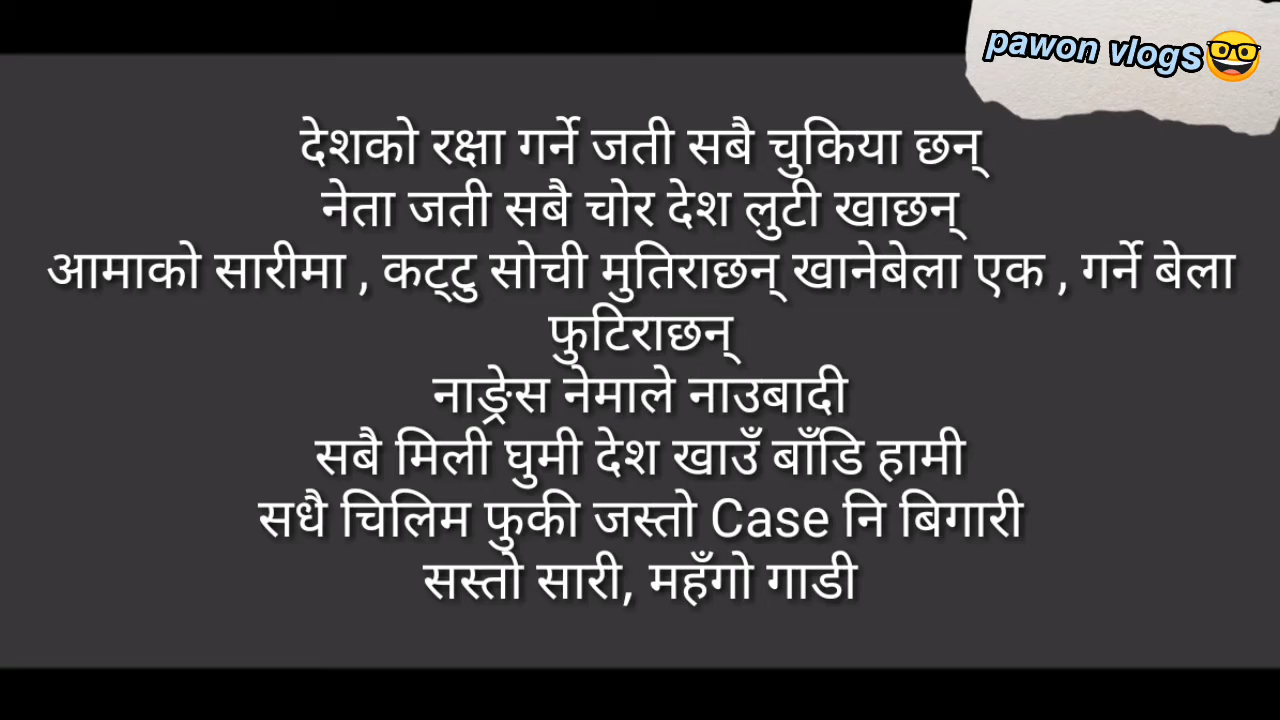 pawon vlogs🤓
देशको रक्षा गर्ने जती सबै चुकिया छन्
नेता जती सबै चोर देश लुटी खाछन्
आमाको सारीमा , कट्टु सोची मुतिराछन् खानेबेला एक , गर्ने बेला
फुटिराछन्
नाङ्रेस नेमाले नाउबादी
सबै मिली घुमी देश खाउँ बाँडि हामी
सधै चिलिम फुकी जस्तो Case नि बिगारी
सस्तो सारी, महँगो गाडी